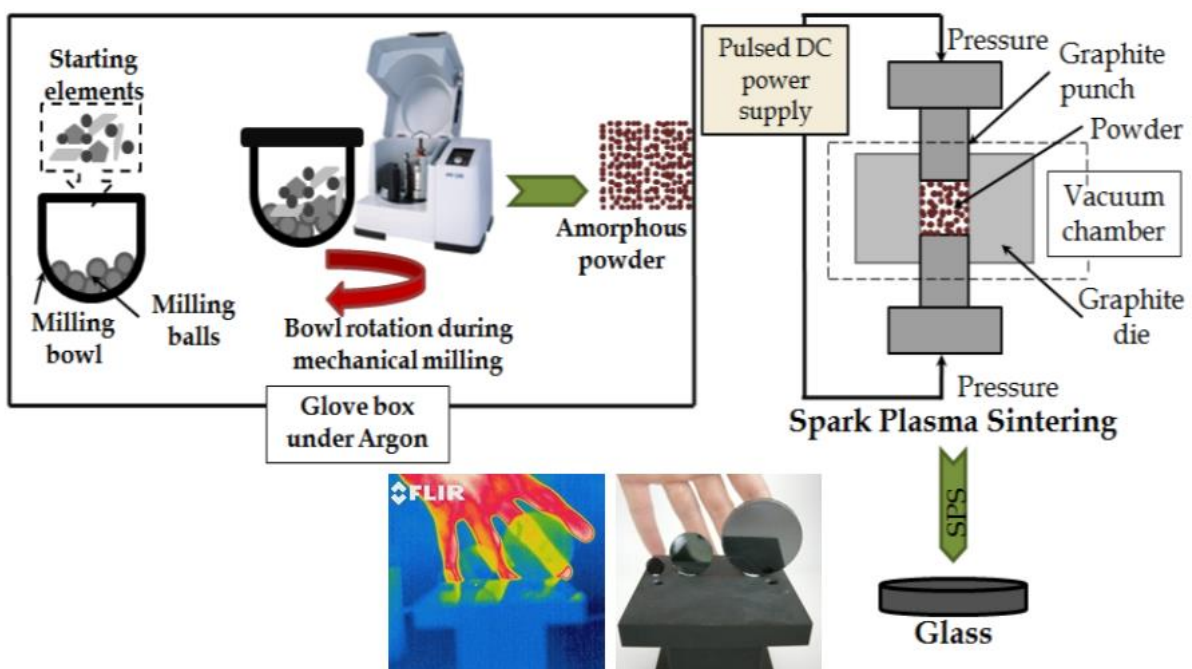 Starting
elements
Milling
bowl
Milling
balls
Bowl rotation during
mechanical milling
Amorphous
powder
Glove box
under Argon
Pulsed DC
power
supply
Pressure
Graphite
punch
Powder
Vacuum
chamber
Graphite
die
Pressure
Spark Plasma Sintering
SPS
Glass
FLIR